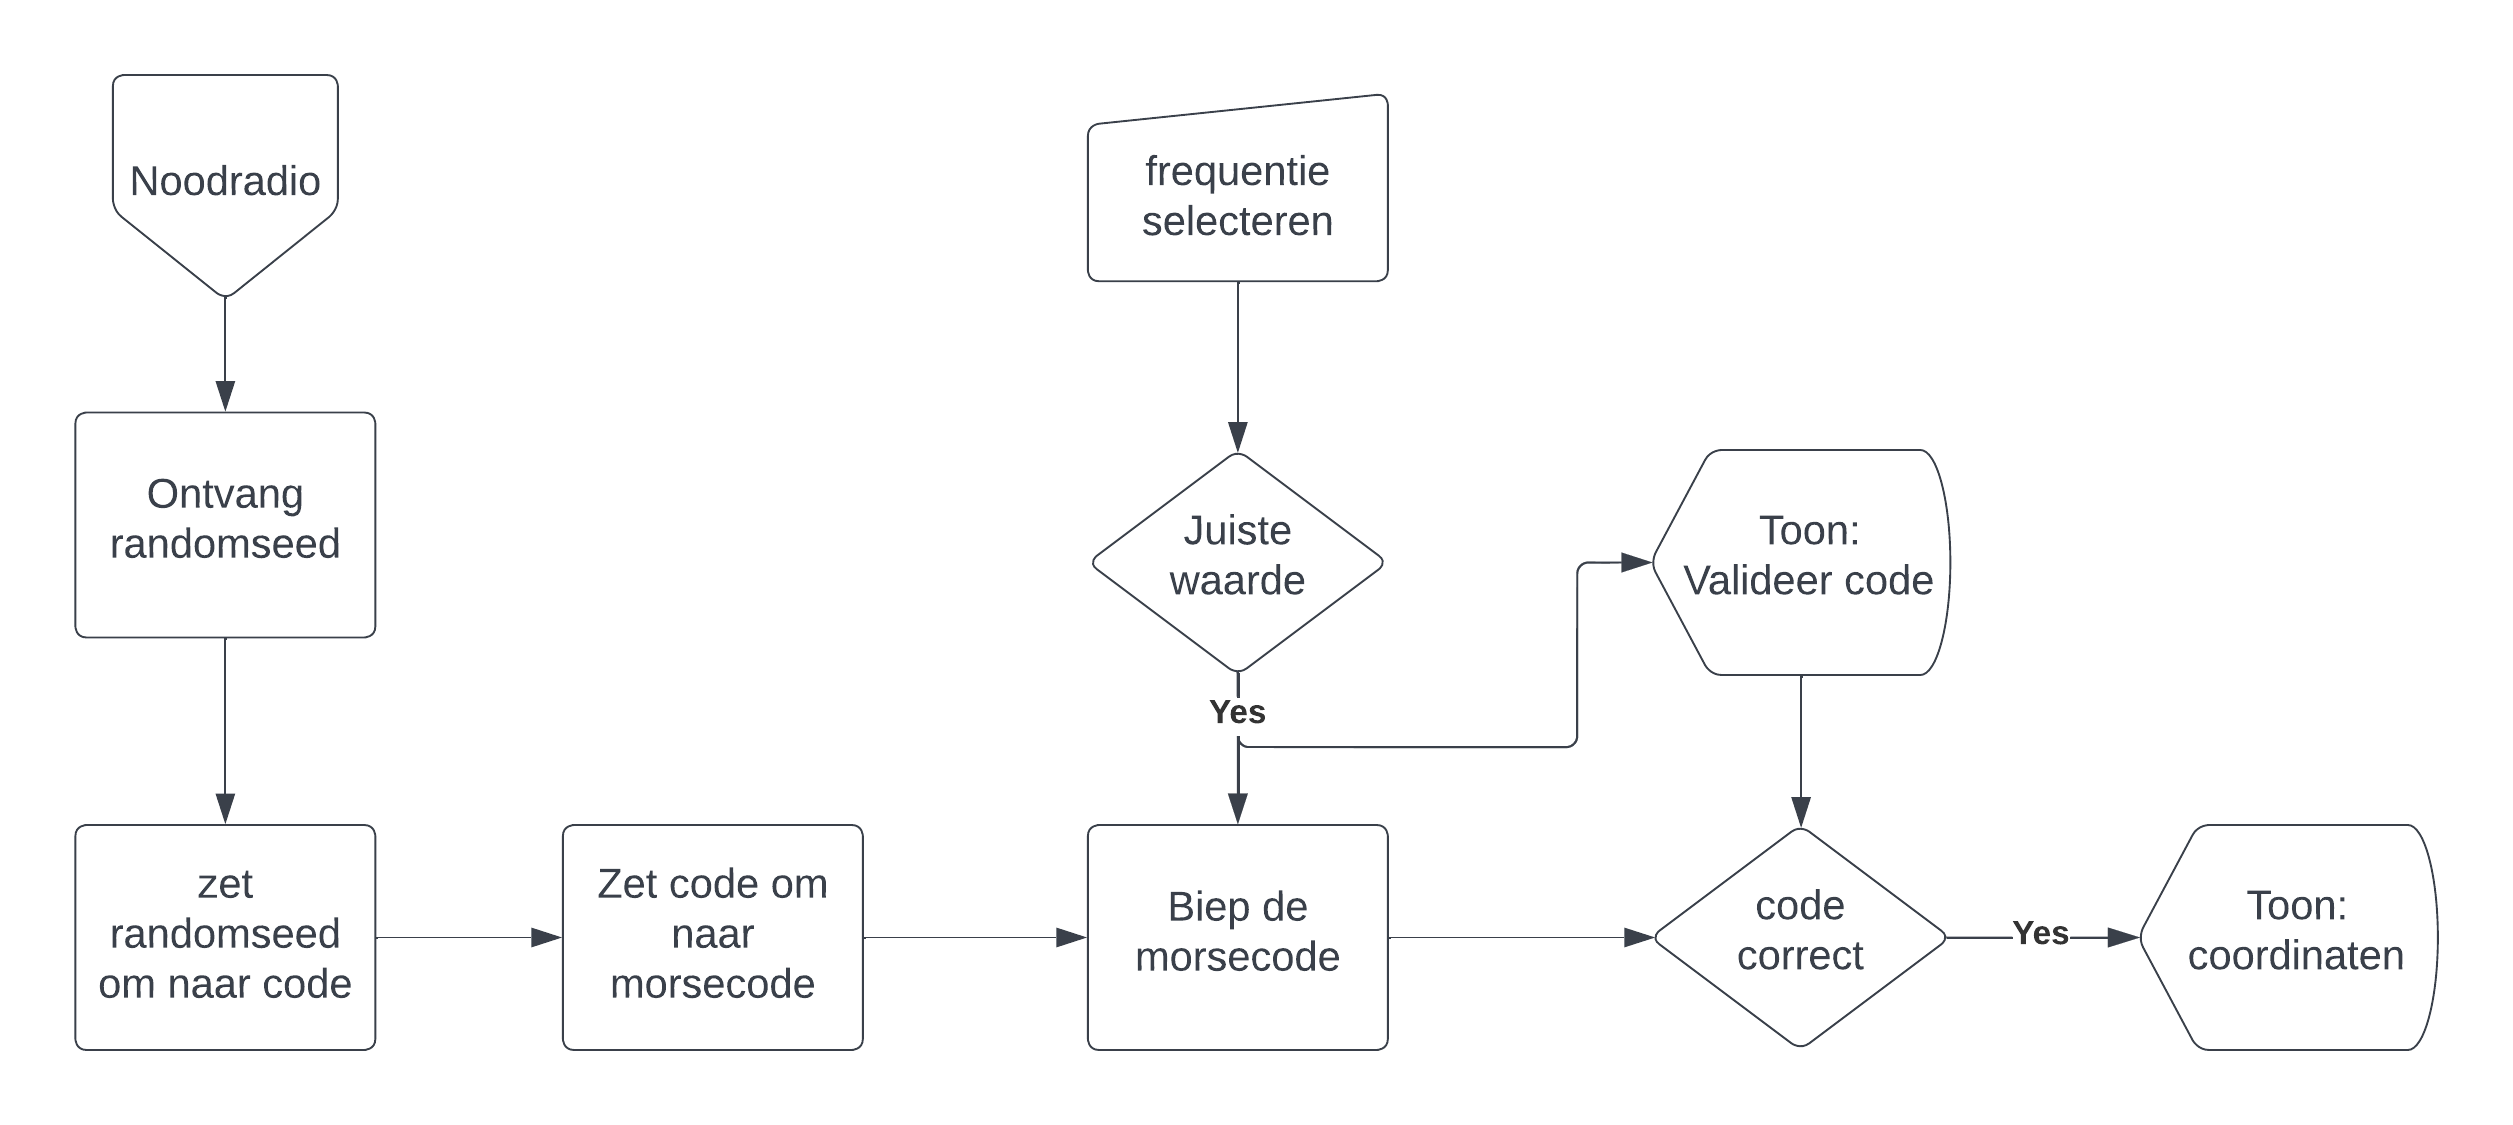 Noodradio
frequentie
selecteren
Ontvang
randomseed
Juiste
waarde
Toon:
Valideer code
Yes
zet
randomseed
om naar code
Zet code om
naar
morsecode
Biep de
morsecode
code
correct
Yes
Toon:
coordinaten